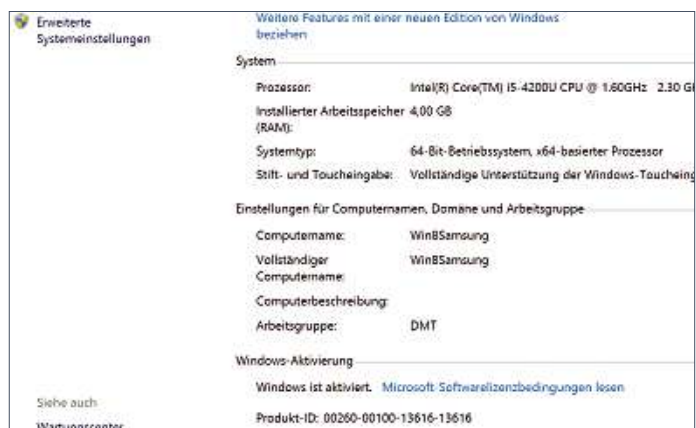 Erweiterte
Systemeinstellungen
Weitere Features mit einer neuen Edition von Windows
beziehen
System
Prozessor: Intel(R) Core(TM) i5-4200U CPU @ 1.60GHz 2.30 G
Installierter Arbeitsspeicher 4,00 GB
(RAM):
Systemtyp: 64-Bit-Betriebssystem, x64-basierter Prozessor
Stift- und Toucheingabe: Vollständige Unterstützung der Windows-Toucheing
Einstellungen für Computernamen, Domäne und Arbeitsgruppe
Computername: Win8Samsung
Vollständiger Win8Samsung
Computername:
Computerbeschreibung:
Arbeitsgruppe: DMT
Windows-Aktivierung
Windows ist aktiviert. Microsoft-Softwarelizenzbedingungen lesen
Siehe auch
Produkt-ID: 00260-00100-13616-13616
Wartungscenter